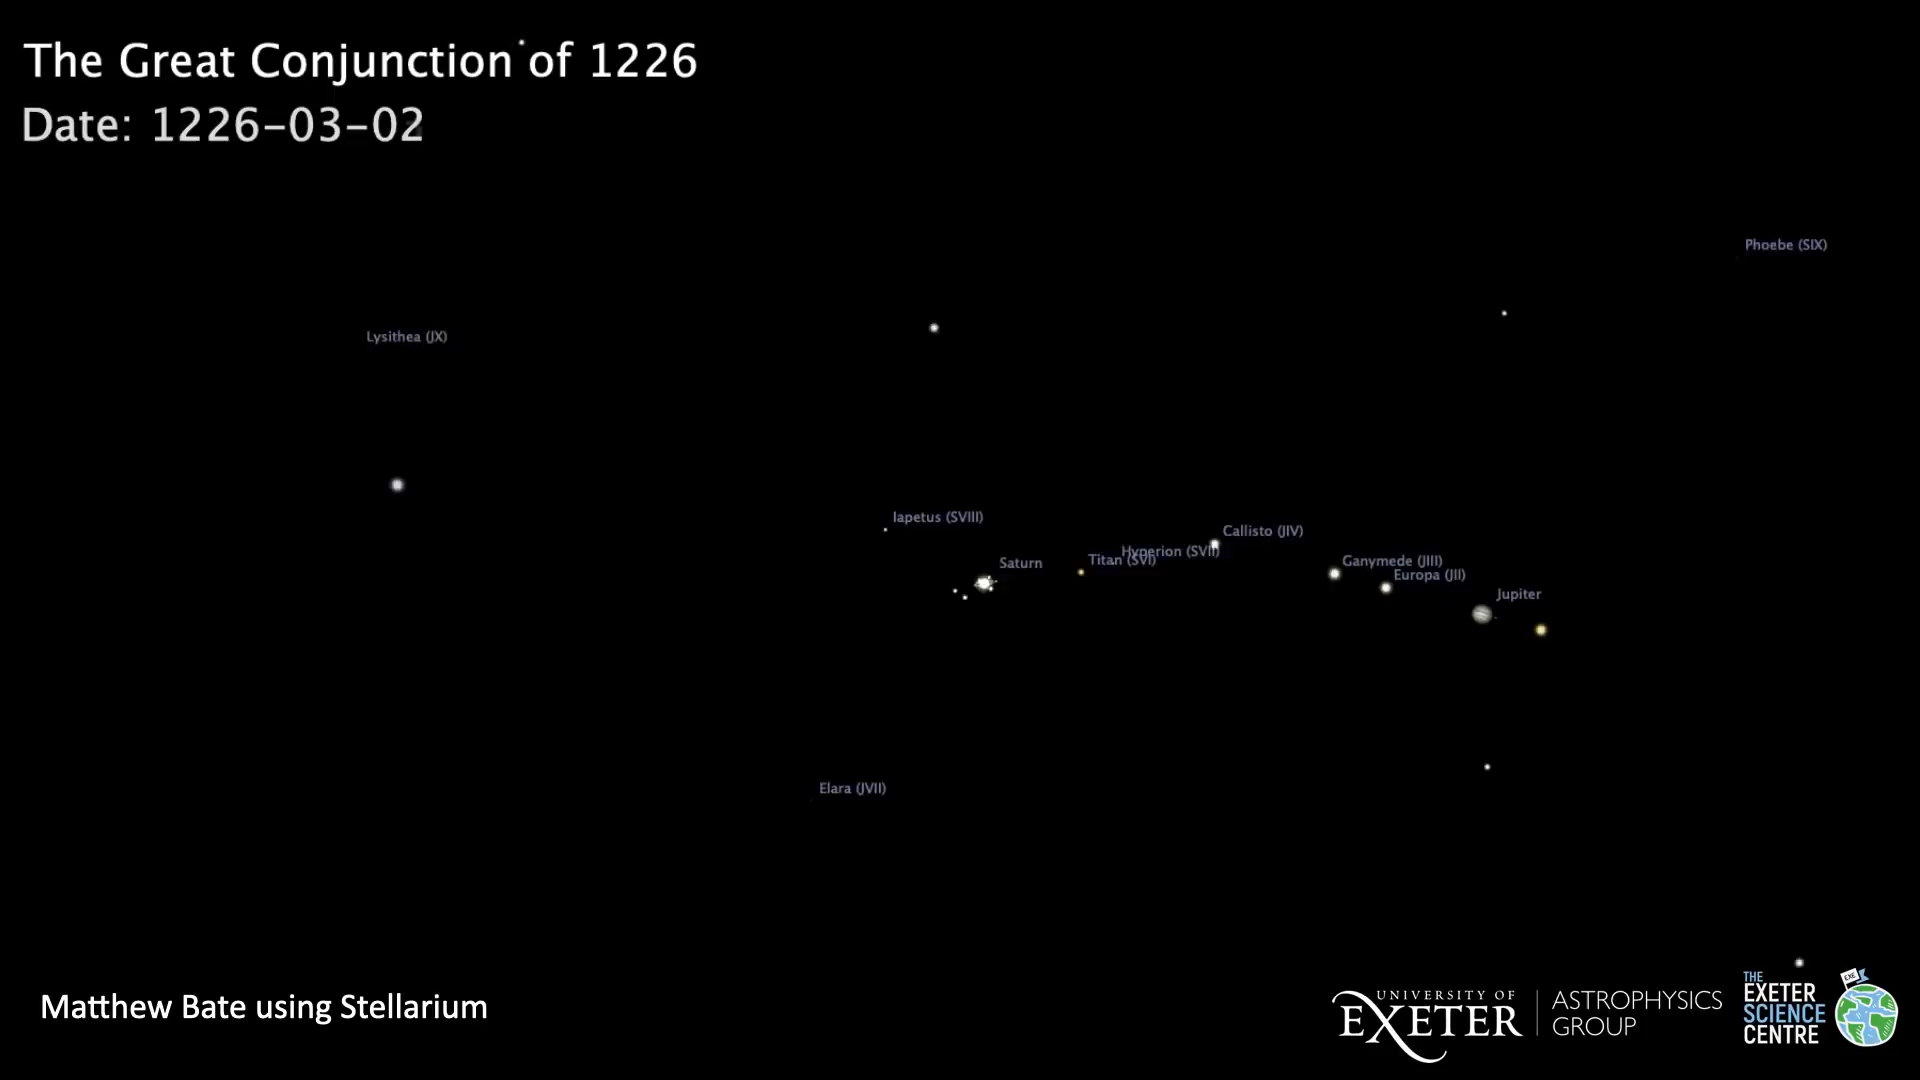 The Great Conjunction of 1226
Date: 1226-03-02
Phoebe (SIX)
Lysithea (JX)
Iapetus (SVIII)
Callisto (JIV)
Hyperion (SVII)
Titan (SVI)
Saturn
Ganymede (JIII)
Europa (JII)
Jupiter
Elara (JVII)
Matthew Bate using Stellarium
UNIVERSITY OF
EXETER
ASTROPHYSICS
GROUP
THE
EXETER
SCIENCE
CENTRE
EXE